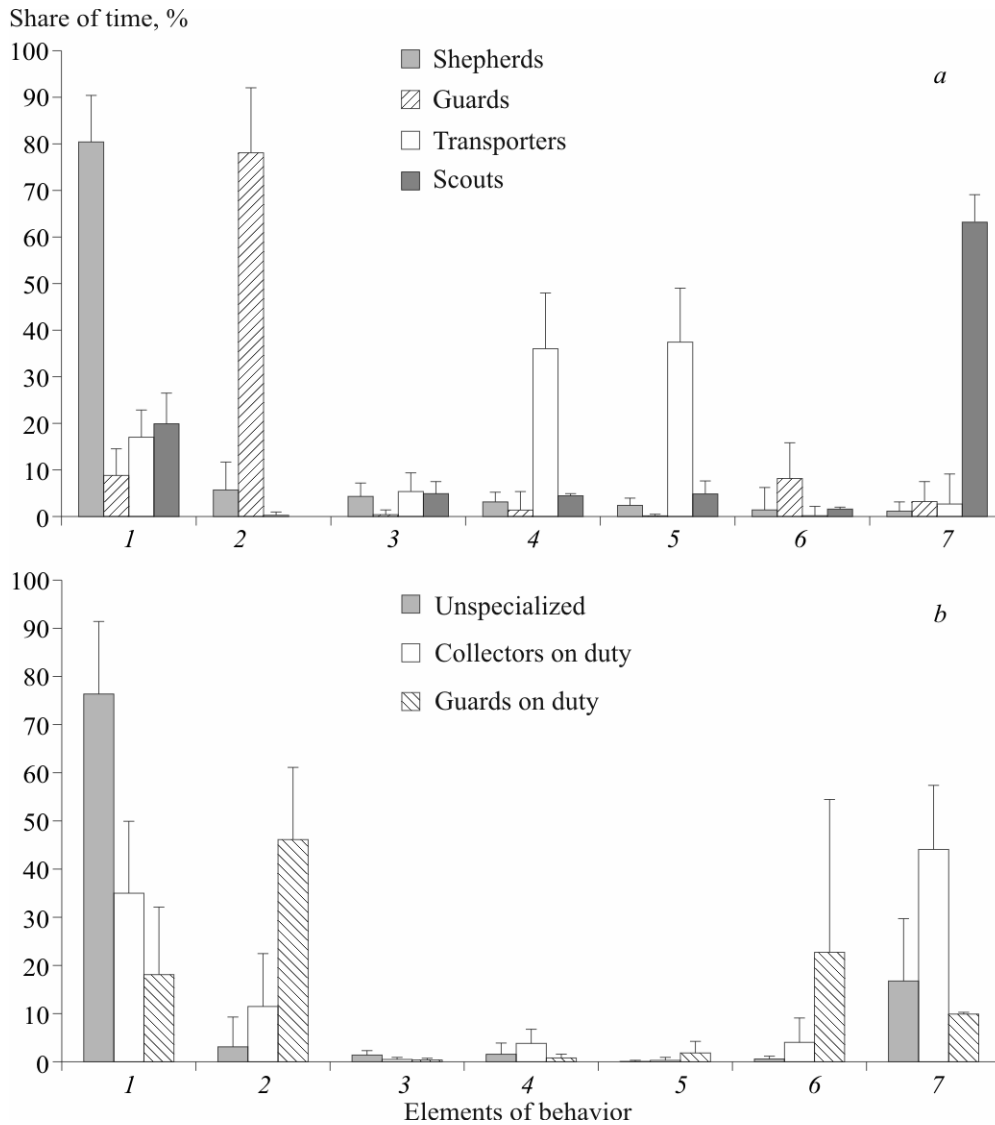 Share of time, %
100
90
80
70
60
50
40
30
20
10
0
Shepherds
Guards
Transporters
Scouts
a
1 2 3 4 5 6 7
100
90
80
70
60
50
40
30
20
10
0
Unspecialized
Collectors on duty
Guards on duty
b
1 2 3 4 5 6 7
Elements of behavior